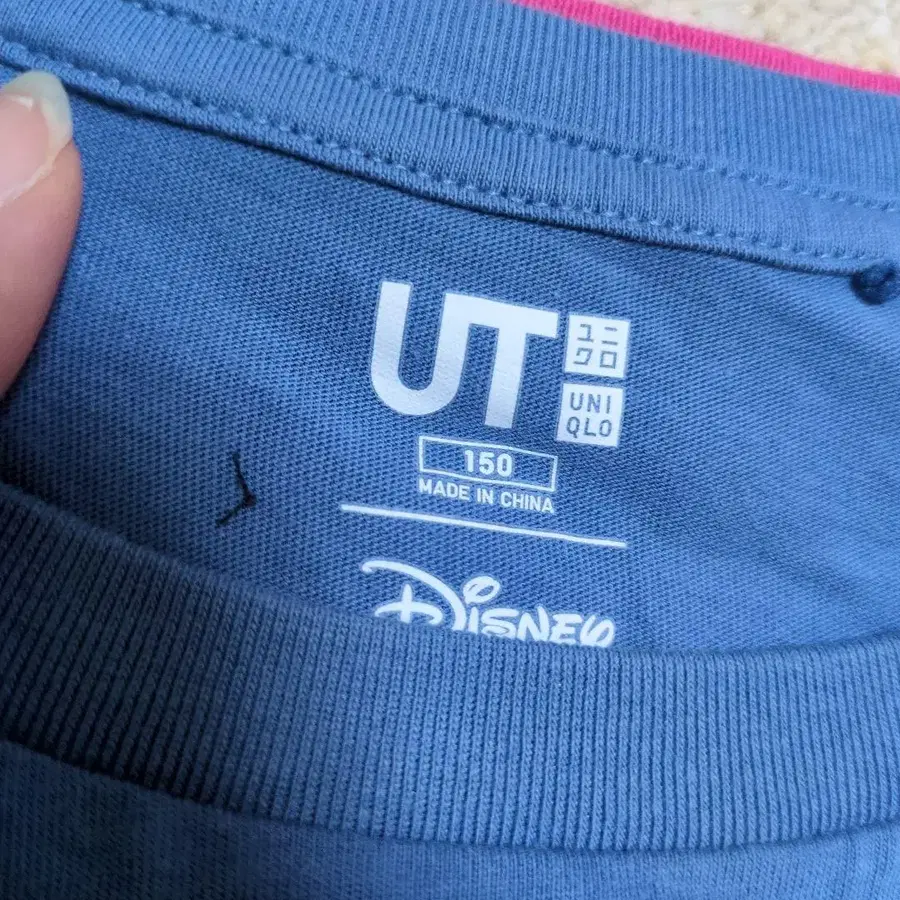 UT
ユニ
クロ
UNI
QLO
150
MADE IN CHINA
Disney